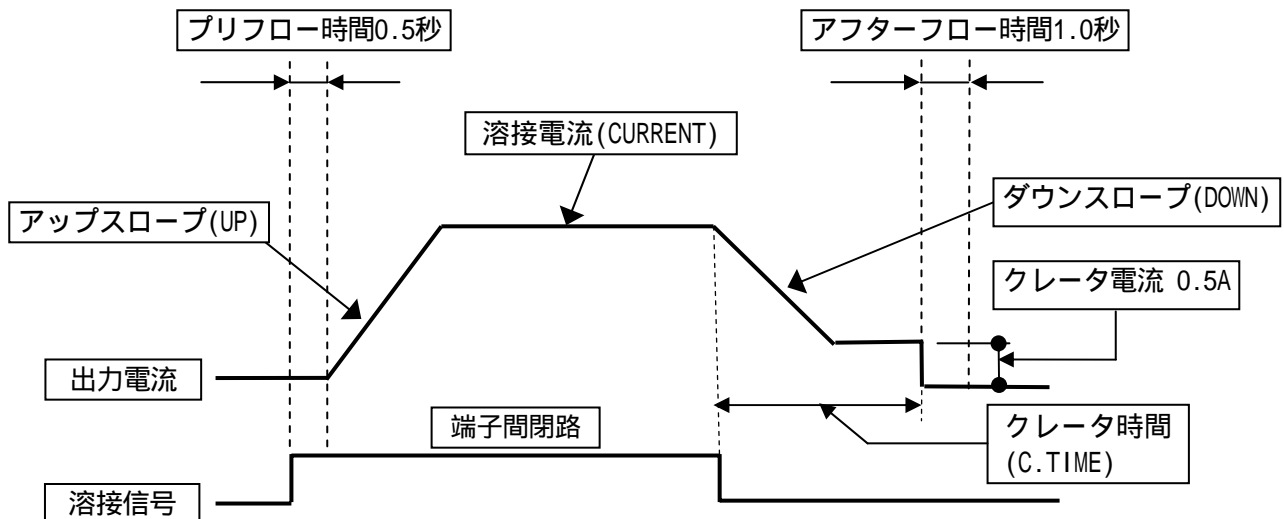 プリフロー時間0.5秒
アフターフロー時間1.0秒
溶接電流(CURRENT)
アップスロープ(UP)
ダウンスロープ(DOWN)
クレータ電流 0.5A
出力電流
端子間閉路
クレータ時間
(C.TIME)
溶接信号